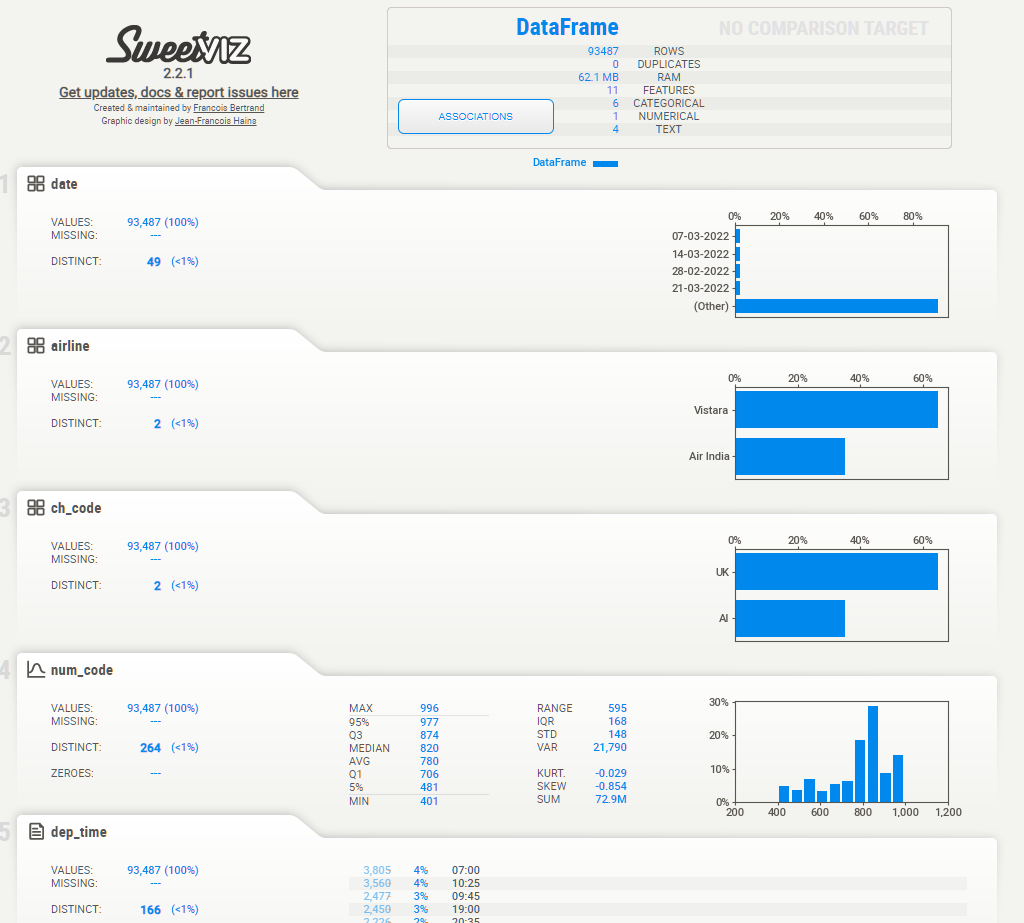 SweetVIZ
2.2.1
Get updates, docs & report issues here
Created & maintained by Francois Bertrand
Graphic design by Jean-Francois Hains
DataFrame
NO COMPARISON TARGET
93487 ROWS
0 DUPLICATES
62.1 MB RAM
11 FEATURES
6 CATEGORICAL
1 NUMERICAL
4 TEXT
ASSOCIATIONS
DataFrame
1
date
VALUES: 93,487 (100%)
MISSING: ---
DISTINCT: 49 (<1%)
0% 20% 40% 60% 80%
07-03-2022
14-03-2022
28-02-2022
21-03-2022
(Other)
2
airline
VALUES: 93,487 (100%)
MISSING: ---
DISTINCT: 2 (<1%)
0% 20% 40% 60%
Vistara
Air India
3
ch_code
VALUES: 93,487 (100%)
MISSING: ---
DISTINCT: 2 (<1%)
0% 20% 40% 60%
UK
AI
4
num_code
VALUES: 93,487 (100%)
MISSING: ---
DISTINCT: 264 (<1%)
ZEROES: ---
MAX 996
95% 977
Q3 874
MEDIAN 820
AVG 780
Q1 706
5% 481
MIN 401
RANGE 595
IQR 168
STD 148
VAR 21,790
KURT. -0.029
SKEW -0.854
SUM 72.9M
30%
20%
10%
0%
200 400 600 800 1,000 1,200
5
dep_time
VALUES: 93,487 (100%)
MISSING: ---
DISTINCT: 166 (<1%)
3,805 4% 07:00
3,560 4% 10:25
2,477 3% 09:45
2,450 3% 19:00
2,226 2% 20:35